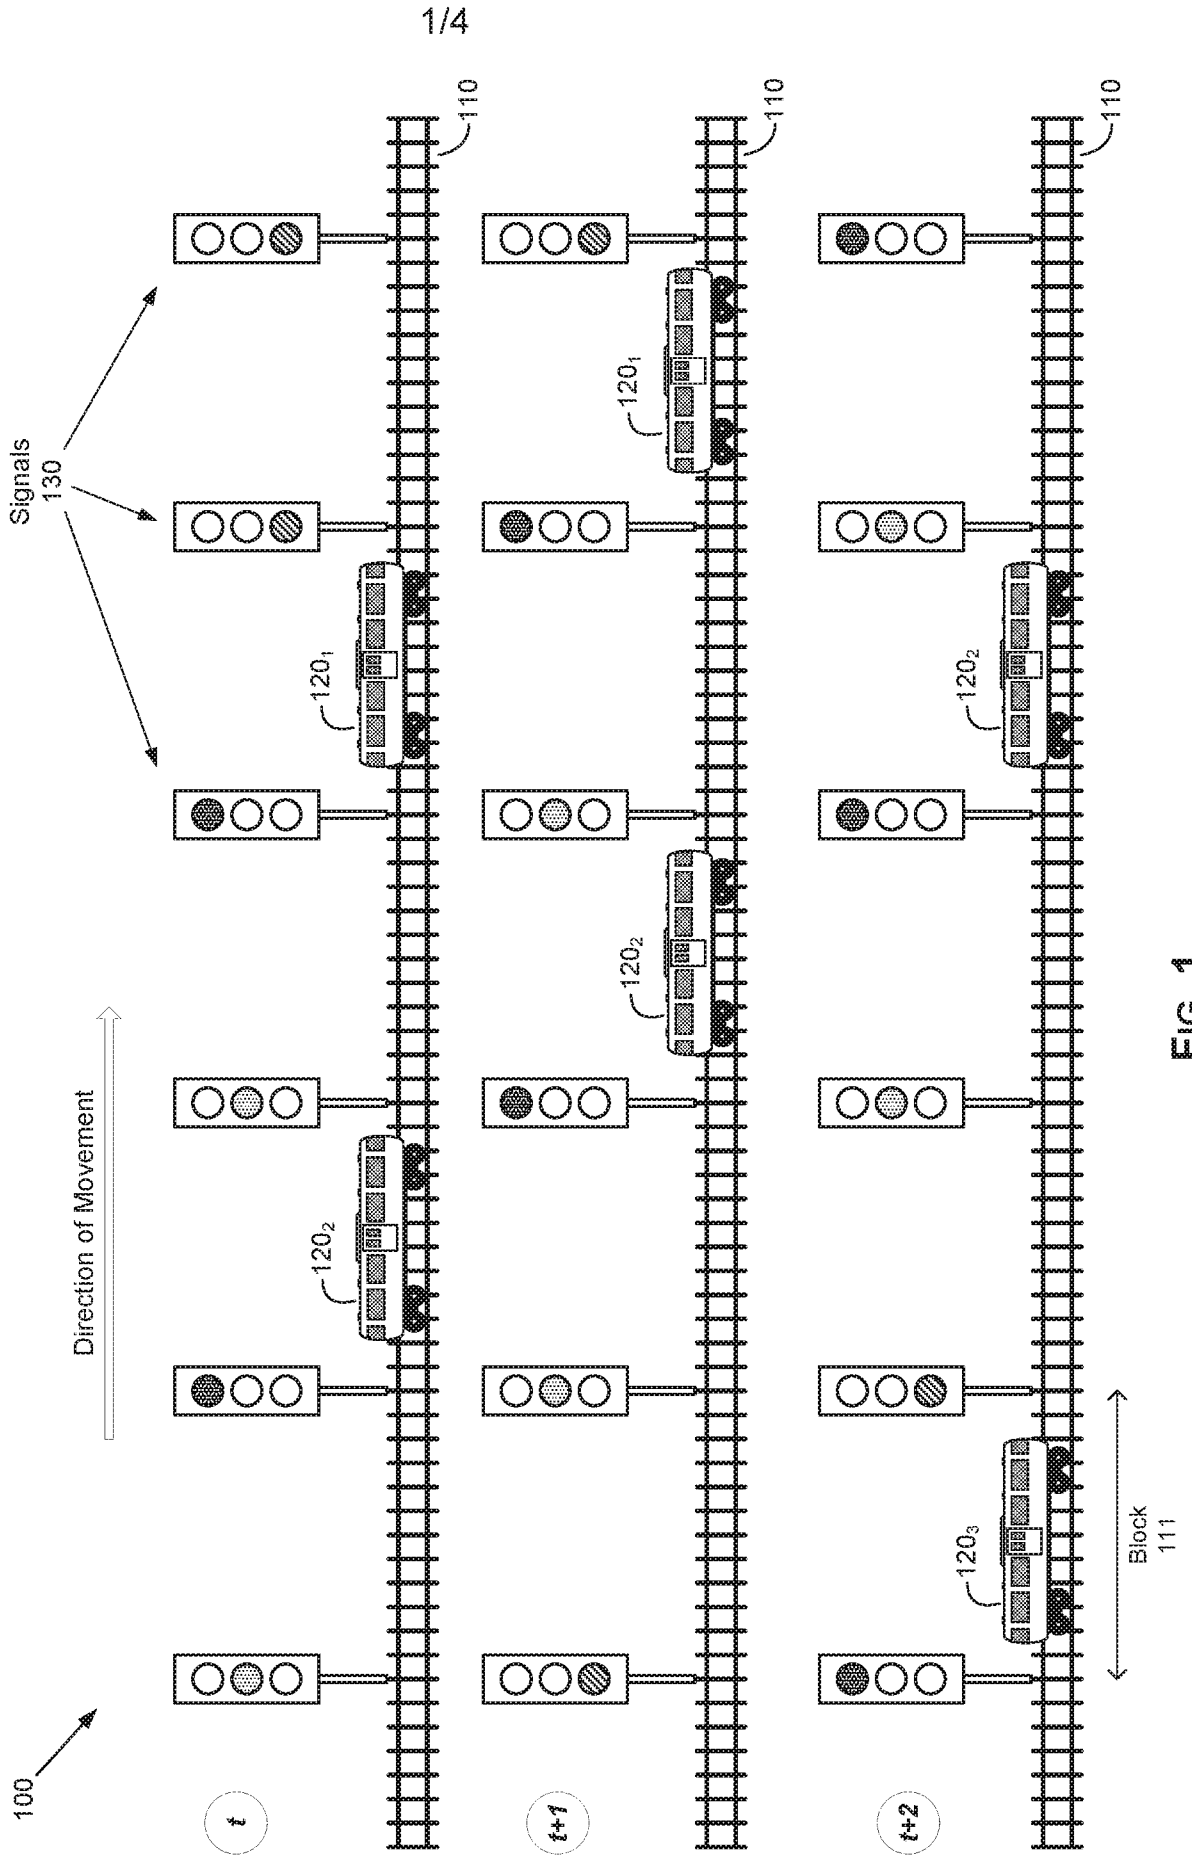 1/4
100
Direction of Movement
Signals
130
t
120₂
120₁
110
t+1
120₂
120₁
110
t+2
120₃
120₂
110
Block
111
FIG. 1